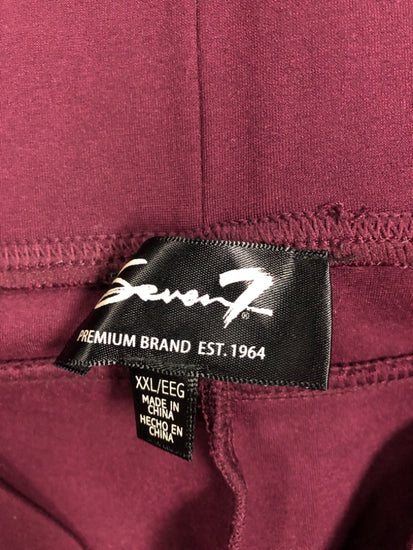 Seven7®
PREMIUM BRAND EST. 1964
XXL/EEG
MADE IN
CHINA
HECHO EN
CHINA